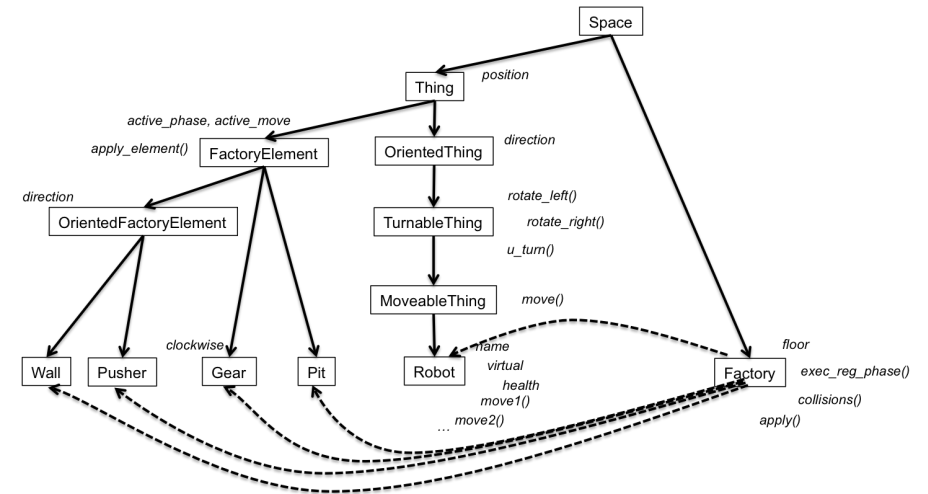 Space
position
Thing
active_phase, active_move
apply_element()
FactoryElement
OrientedThing
direction
direction
OrientedFactoryElement
rotate_left()
TurnableThing
rotate_right()
u_turn()
MoveableThing
move()
clockwise
name
floor
Wall
Pusher
Gear
Pit
Robot
virtual
Factory
exec_reg_phase()
health
move1()
collisions()
... move2()
apply()